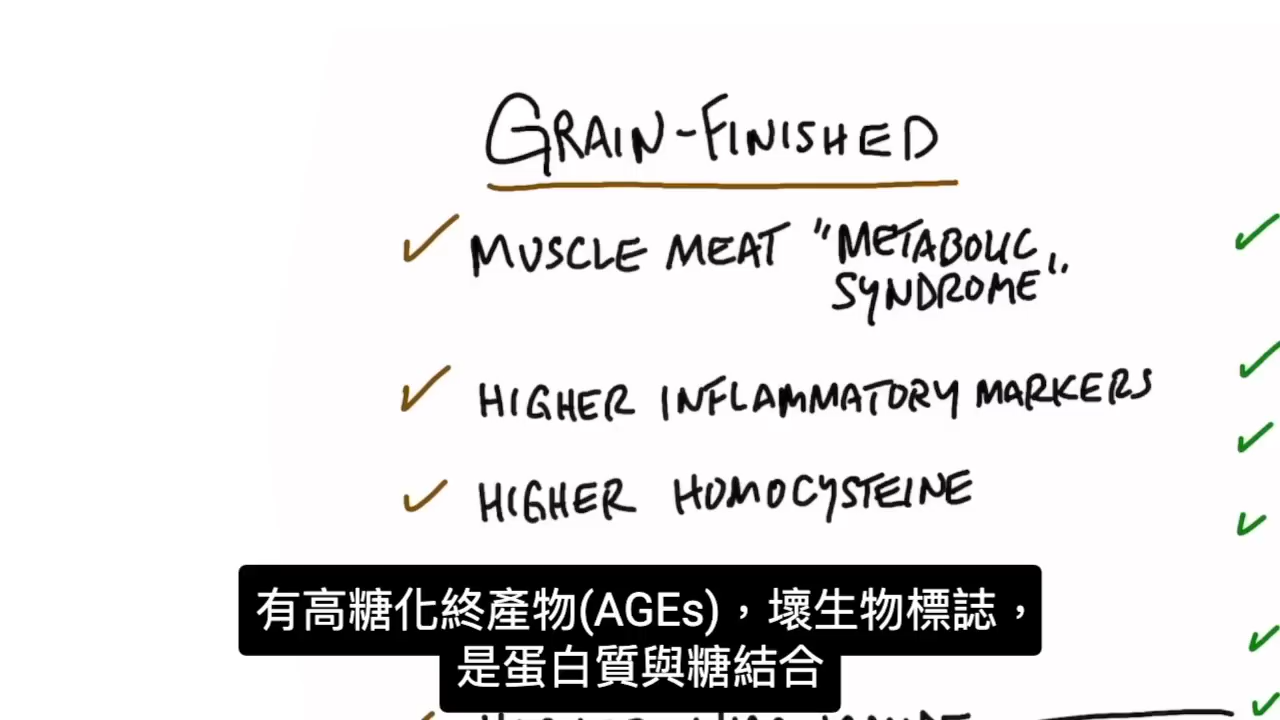 GRAIN-FINISHED
MUSCLE MEAT "METABOLIC
SYNDROME"
HIGHER INFLAMMATORY MARKERS
HIGHER HOMOCYSTEINE
有高糖化終產物(AGEs)，壞生物標誌，
是蛋白質與糖結合
HIGHER